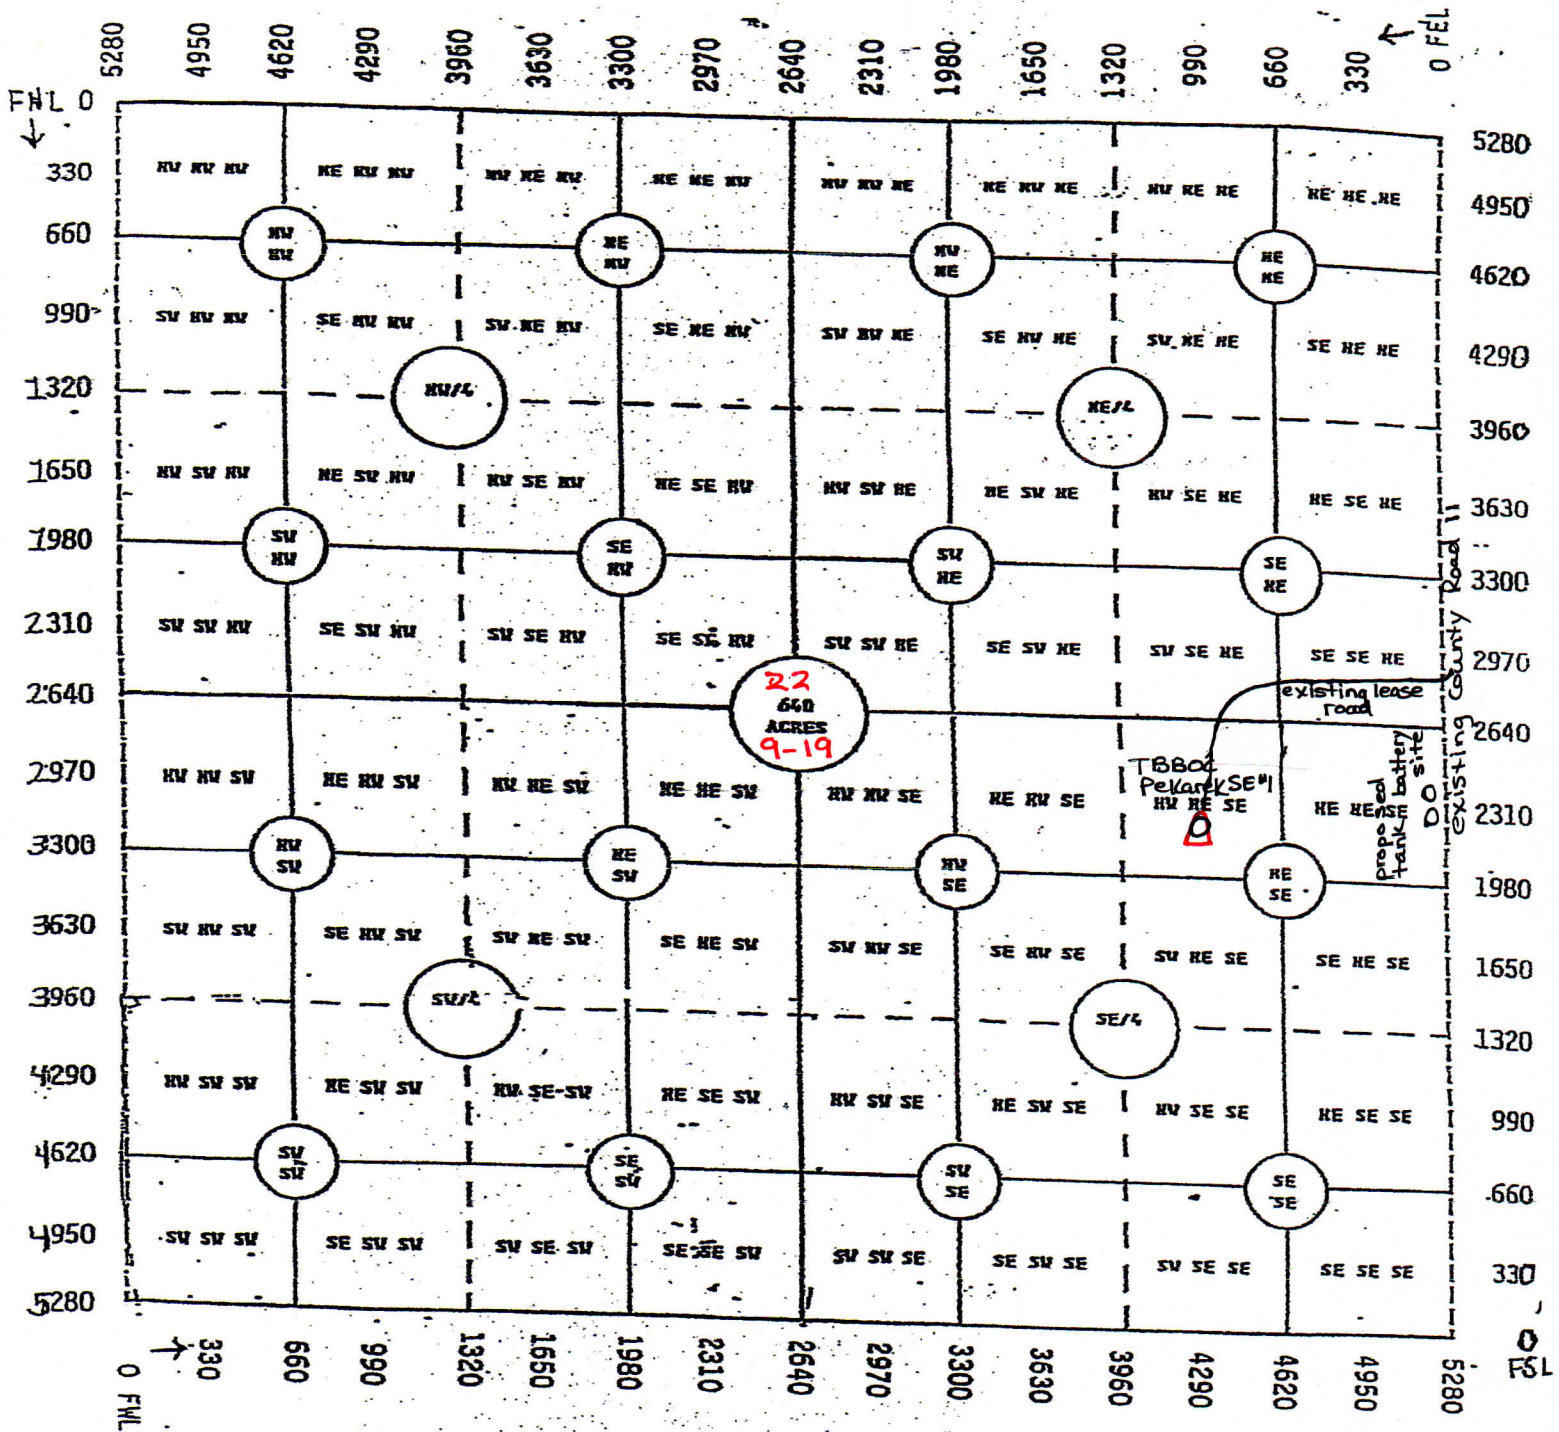 5280 4950 4620 4290 3960 3630 3300 2970 2640 2310 1980 1650 1320 990 660 330 0 FEL
FNL 0
5280
330 NW NW NW NE NW NW NW NE NW NE NE NW NW NW NE NE NW NE NW NE NE NE NE NE 4950
660 NW NW NE NW NW NE NE NE 4620
990 SW NW NW SE NW NW SW NE NW SE NE NW SW NW NE SE NW NE SW NE NE SE NE NE 4290
1320 NW/4 NE/4 3960
1650 NW SW NW NE SW NW NW SE NW NE SE NW NW SW NE NE SW NE NW SE NE NE SE NE 3630
1980 SW NW SE NW SW NE SE NE 3300
2310 SW SW NW SE SW NW SW SE NW SE SE NW SW SW NE SE SW NE SW SE NE SE SE NE 2970
existing lease
road
2640 22 2640
640
ACRES
9-19
TBBOC
Pekarek SE #1
2970 NW NW SW NE NW SW NW NE SW NE NE SW NW NW SE NE NW SE NW NE SE NE NE SE 2310
proposed
tank battery
site
existing County Road 11
3300 NW SW NE SW NW SE NE SE 1980
3630 SW NW SW SE NW SW SW NE SW SE NE SW SW NW SE SE NW SE SW NE SE SE NE SE 1650
3960 SW/4 SE/4 1320
4290 NW SW SW NE SW SW NW SE SW NE SE SW NW SW SE NE SW SE NW SE SE NE SE SE 990
4620 SW SW SE SW SW SE SE SE 660
4950 SW SW SW SE SW SW SW SE SW SE SE SW SW SW SE SE SW SE SW SE SE SE SE SE 330
5280
0
FSL
0 FWL 330 660 990 1320 1650 1980 2310 2640 2970 3300 3630 3960 4290 4620 4950 5280